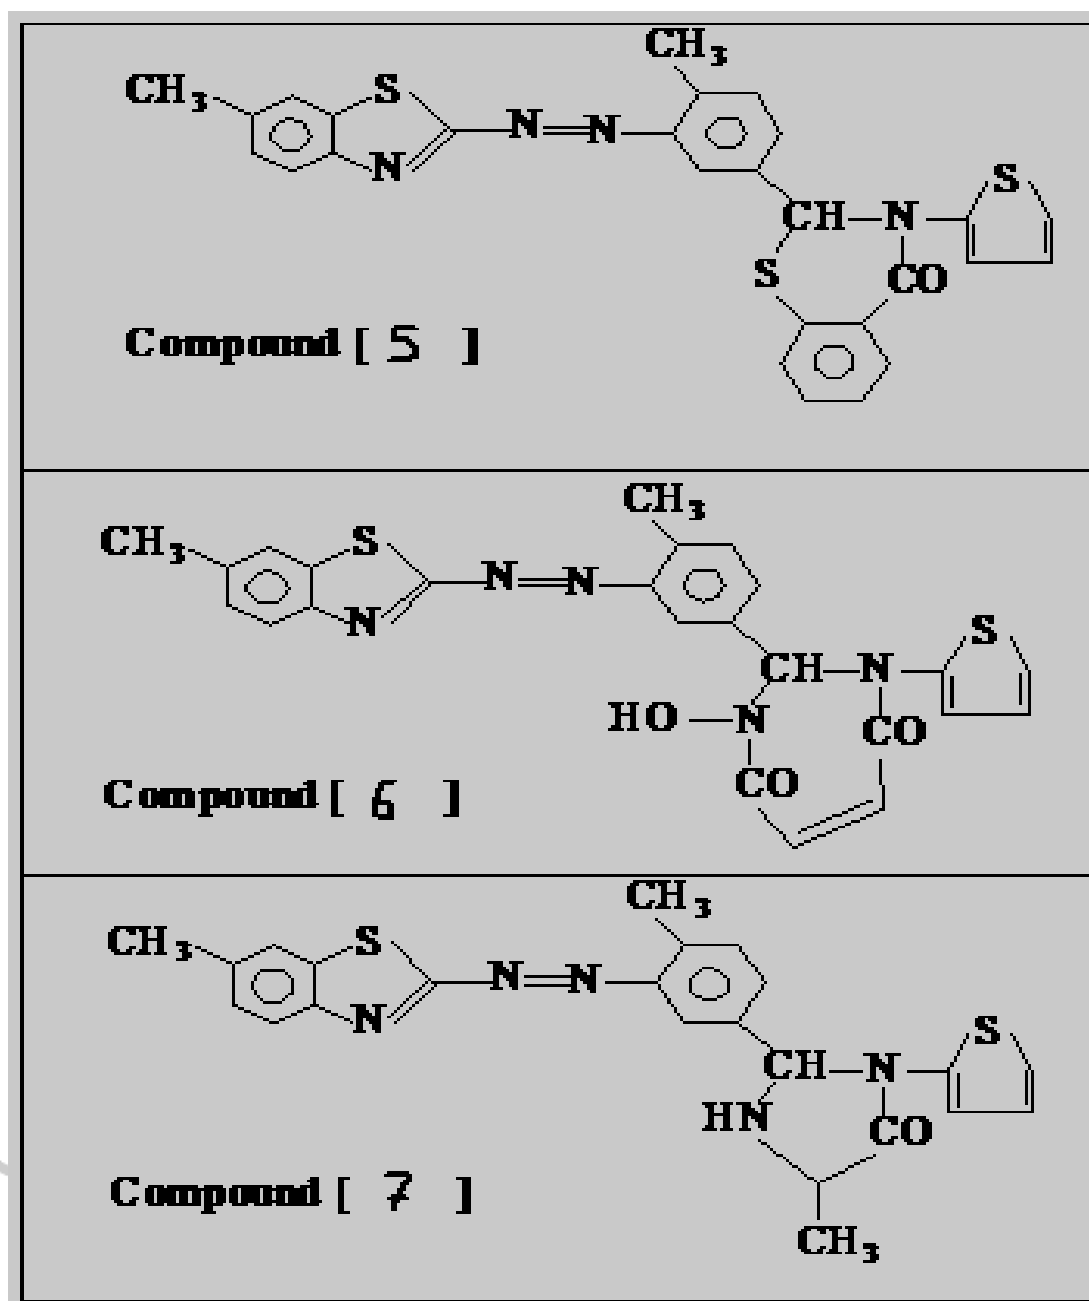 CH3
CH3 S
N N=N
S
CH—N
S CO
Compound [ 5 ]
CH3
CH3 S
N N=N
S
CH—N
HO—N CO
CO
Compound [ 6 ]
CH3
CH3 S
N N=N
S
CH—N
HN CO
Compound [ 7 ]
CH3